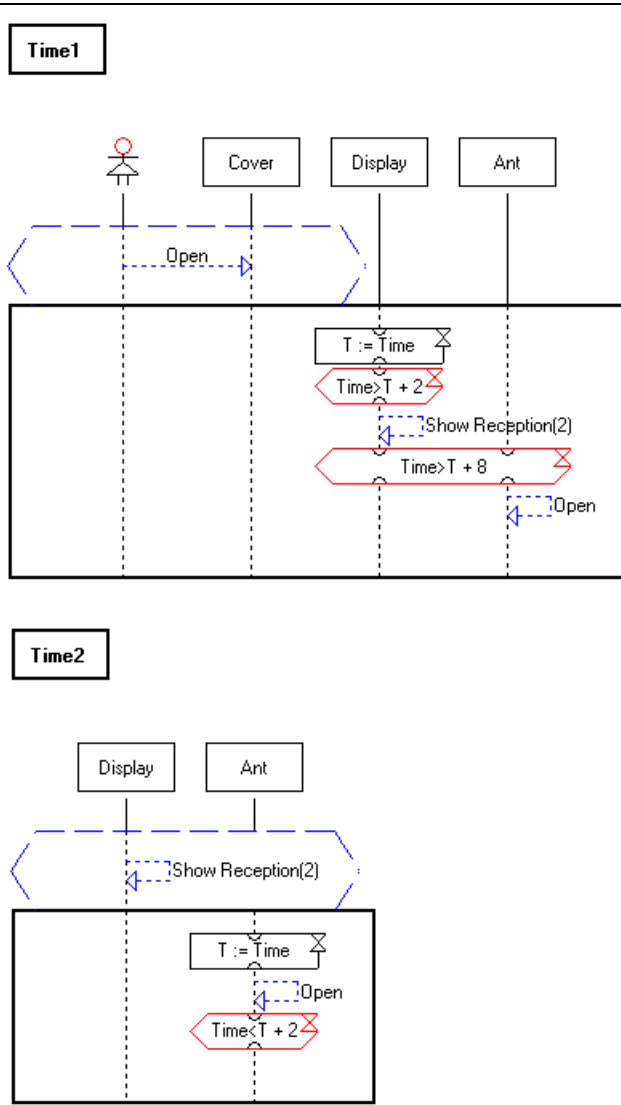 Time1
Cover Display Ant
Open
T := Time
Time>T + 2
Show Reception(2)
Time>T + 8
Open
Time2
Display Ant
Show Reception(2)
T := Time
Open
Time<T + 2